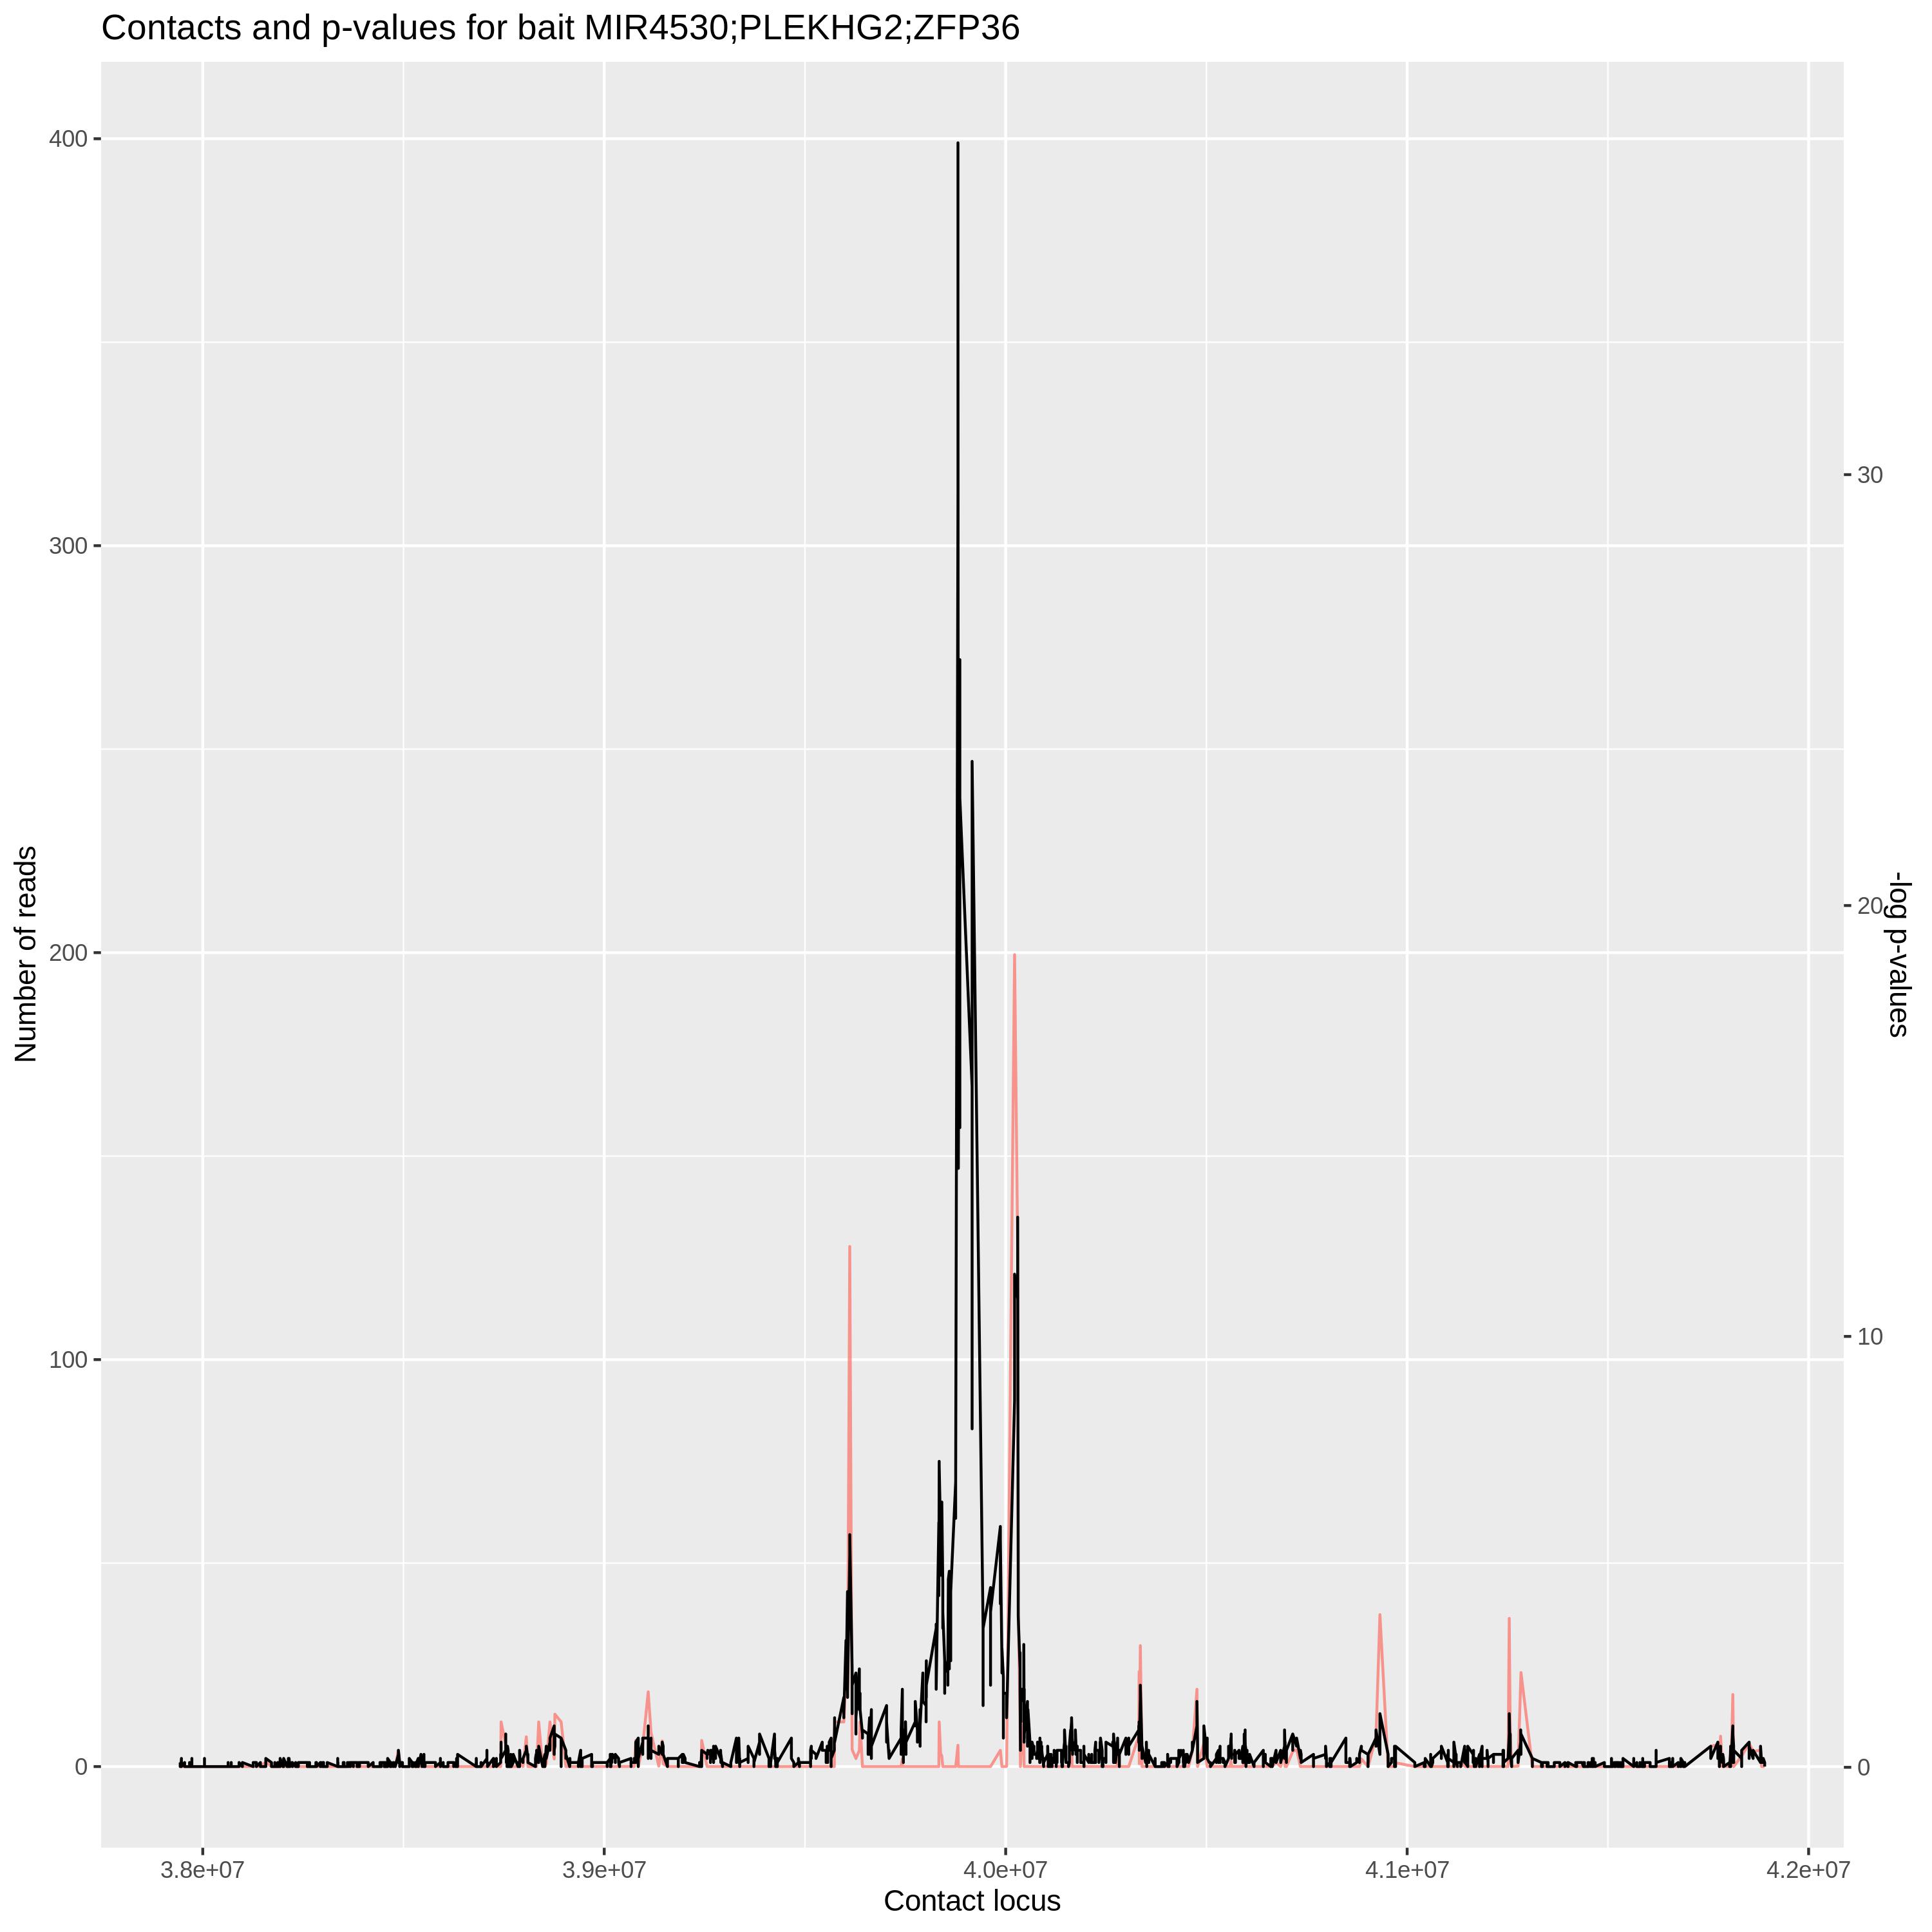 Contacts and p-values for bait MIR4530;PLEKHG2;ZFP36
400
300
200
100
0
Number of reads
30
20
10
0
-log p-values
3.8e+07
3.9e+07
4.0e+07
4.1e+07
4.2e+07
Contact locus